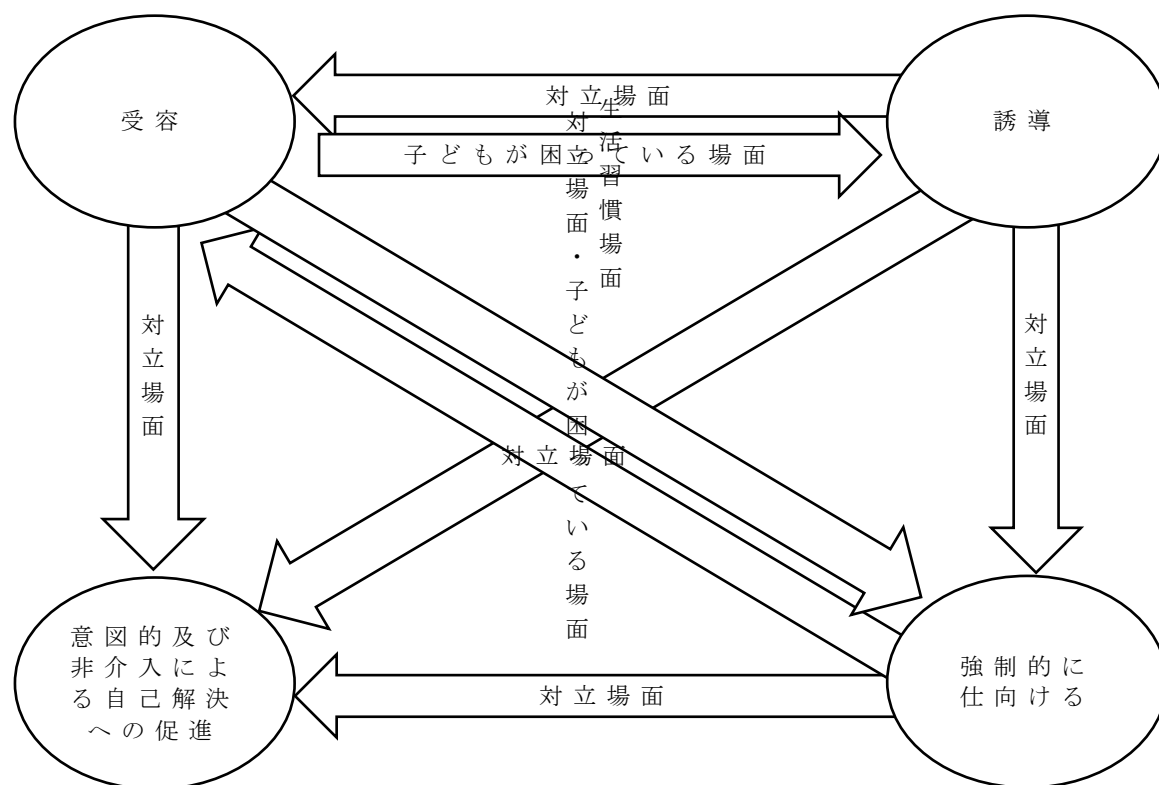 受容
誘導
対立場面
子どもが困っている場面
生活習慣場面
対立場面・子どもが困っている場面
対立場面
対立場面
対立場面
意図的及び
非介入によ
る自己解決
への促進
対立場面
強制的に
仕向ける